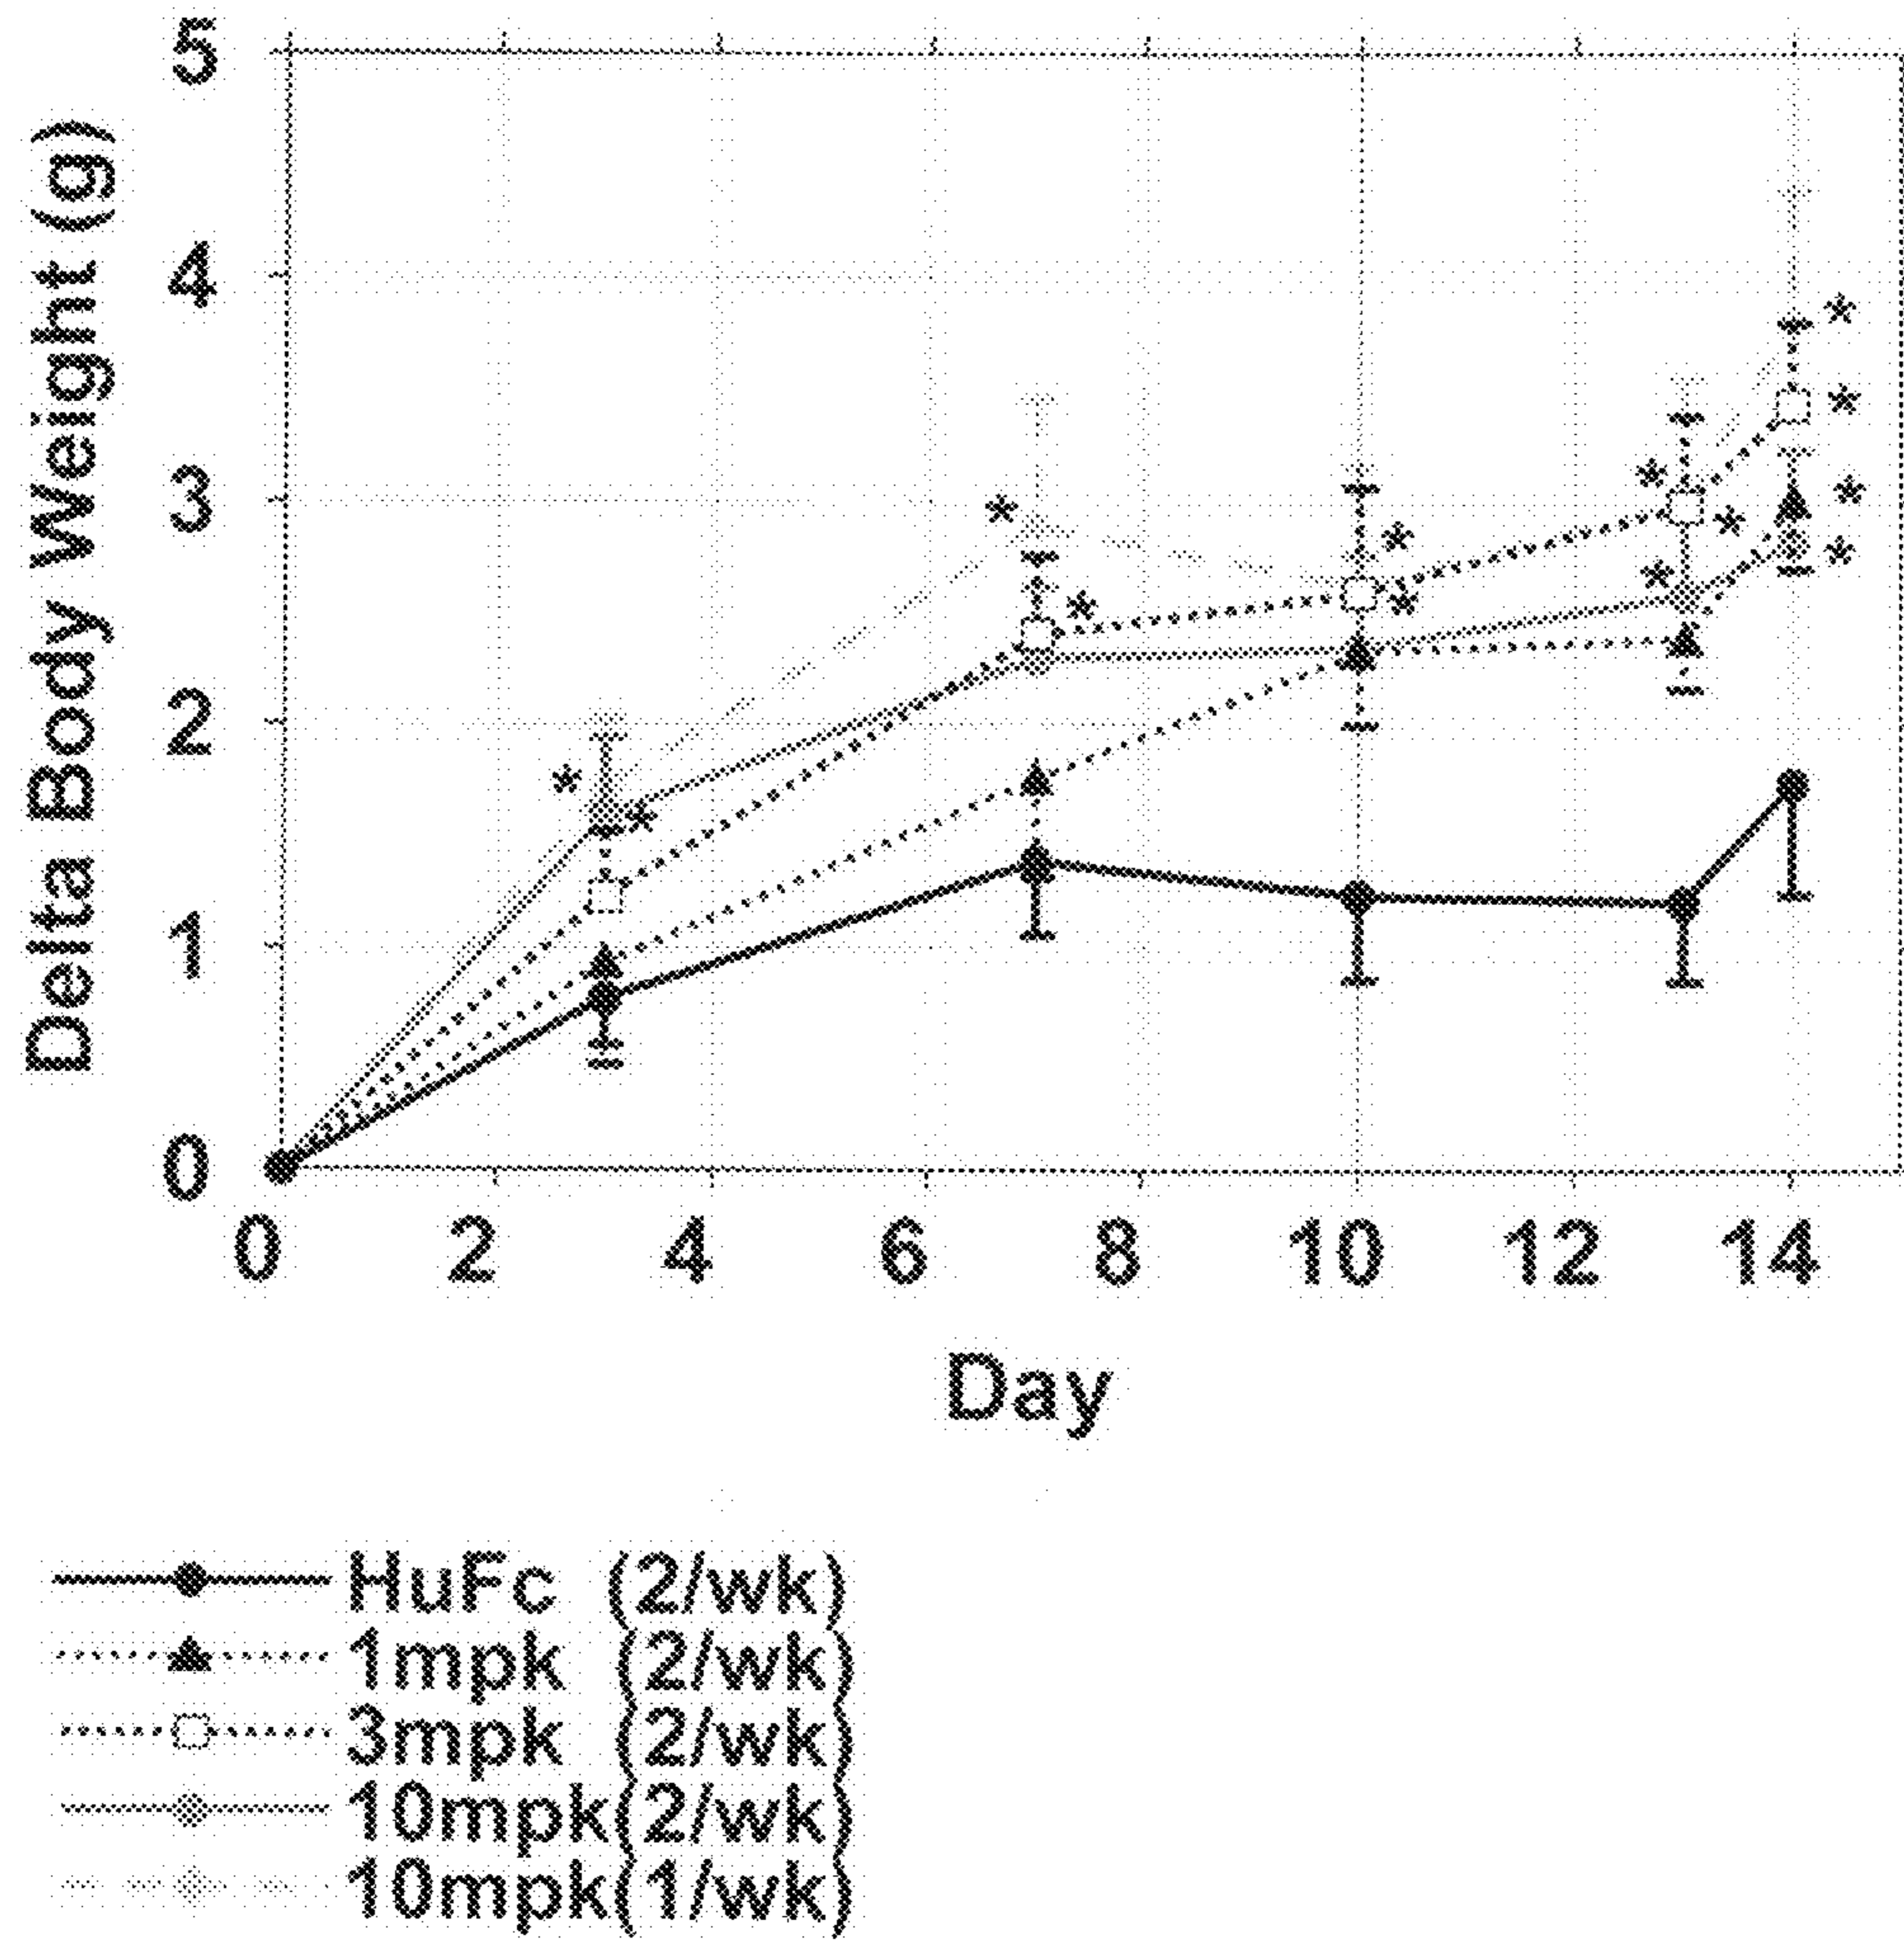 Delta Body Weight (g)
5
4
3
2
1
0
0 2 4 6 8 10 12 14
* * * * * * * * * * * * *
Day
HuFc (2/wk)
1mpk (2/wk)
3mpk (2/wk)
10mpk(2/wk)
10mpk(1/wk)